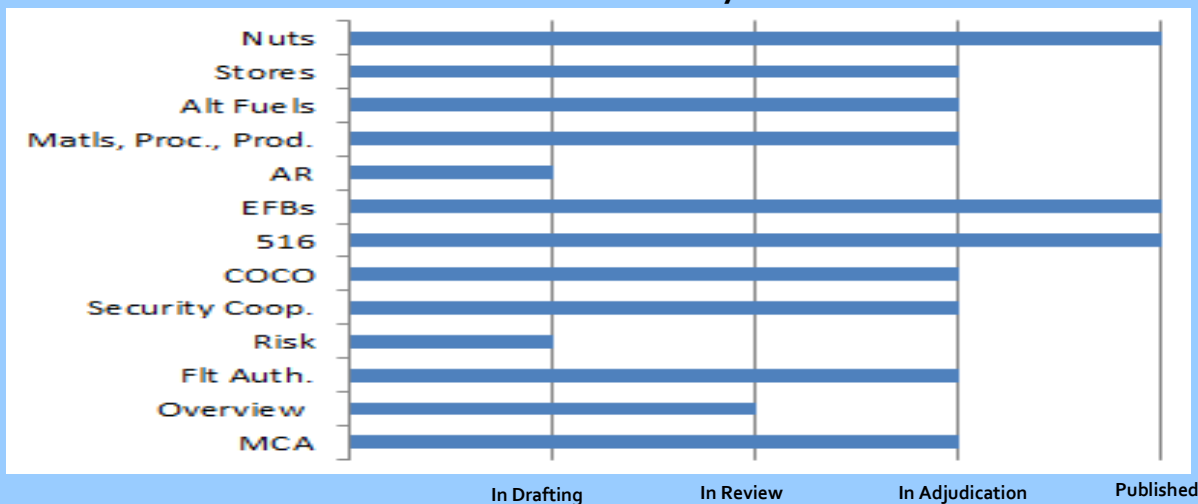 Nuts
Stores
Alt Fuels
Matls, Proc., Prod.
AR
EFBs
516
COCO
Security Coop.
Risk
Flt Auth.
Overview
MCA
In Drafting
In Review
In Adjudication
Published